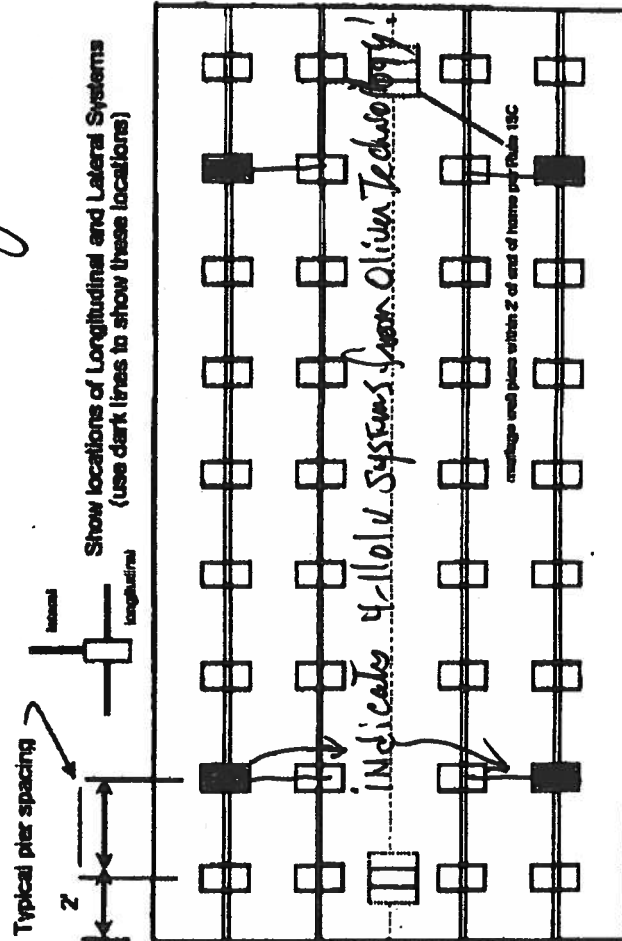 Typical pier spacing
2'
lateral
longitudinal
Show locations of Longitudinal and Lateral Systems
(use dark lines to show these locations)
indicates 4- systems from Oliver Technology
marriage wall piers within 2' of end of home per Rule 15C